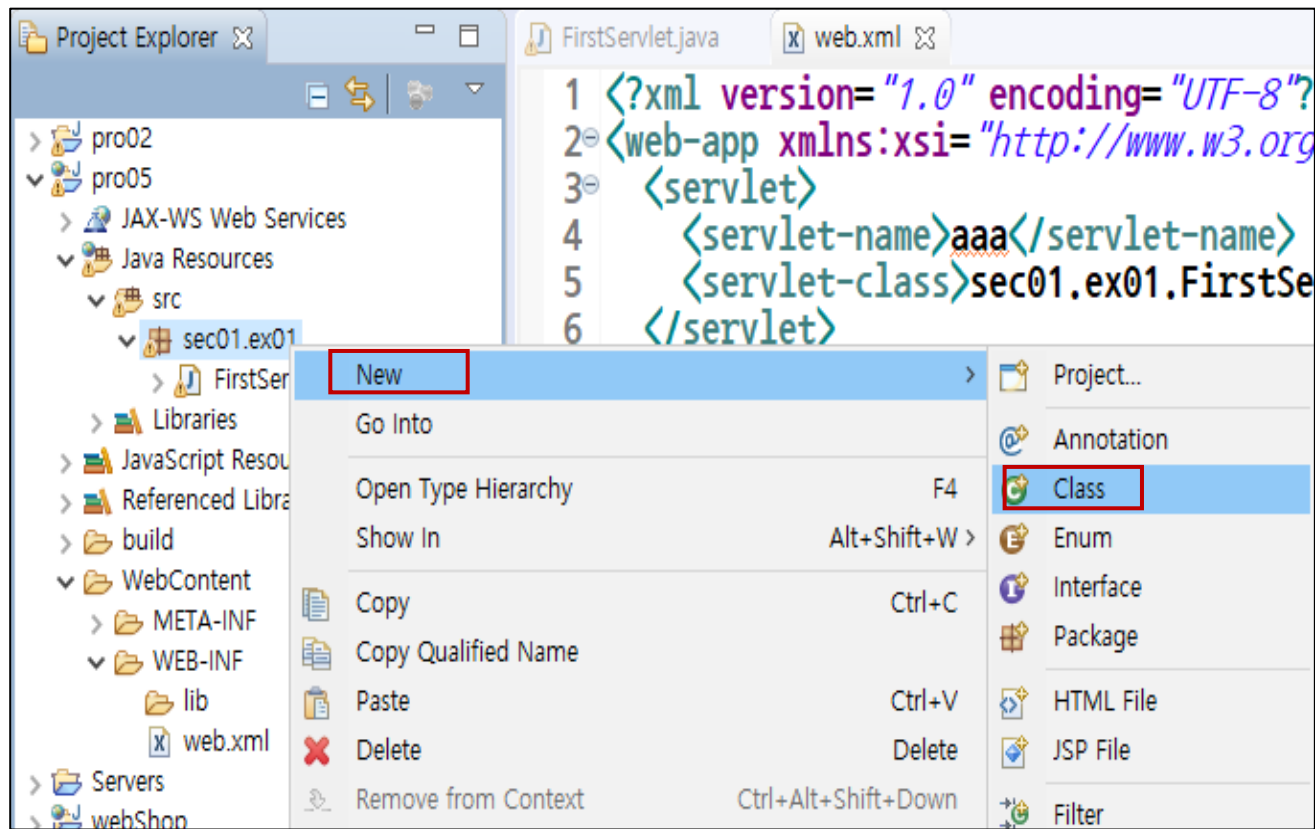 Project Explorer
pro02
pro05
JAX-WS Web Services
Java Resources
src
sec01.ex01
FirstSer
Libraries
JavaScript Resou
Referenced Libra
build
WebContent
META-INF
WEB-INF
lib
web.xml
Servers
webShop
FirstServlet.java web.xml
1 <?xml version="1.0" encoding="UTF-8"?
2 <web-app xmlns:xsi="http://www.w3.org
3 <servlet>
4 <servlet-name>aaa</servlet-name>
5 <servlet-class>sec01.ex01.FirstSe
6 </servlet>
New >
Go Into
Open Type Hierarchy F4
Show In Alt+Shift+W >
Copy Ctrl+C
Copy Qualified Name
Paste Ctrl+V
Delete Delete
Remove from Context Ctrl+Alt+Shift+Down
Project...
Annotation
Class
Enum
Interface
Package
HTML File
JSP File
Filter